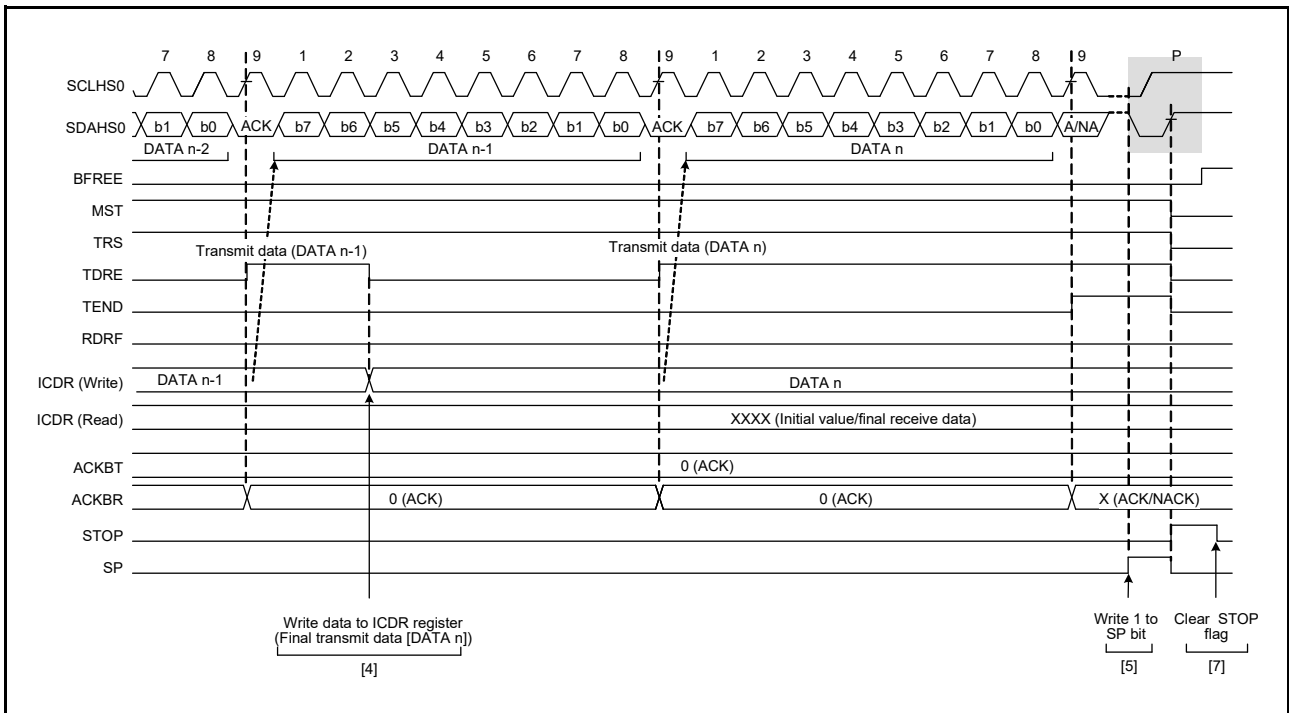 7 8 9 1 2 3 4 5 6 7 8 9 1 2 3 4 5 6 7 8 9 P
SCLHS0
SDAHS0 b1 b0 ACK b7 b6 b5 b4 b3 b2 b1 b0 ACK b7 b6 b5 b4 b3 b2 b1 b0 A/NA
DATA n-2 DATA n-1 DATA n
BFREE
MST
TRS
Transmit data (DATA n-1) Transmit data (DATA n)
TDRE
TEND
RDRF
ICDR (Write) DATA n-1 DATA n
ICDR (Read) XXXX (Initial value/final receive data)
ACKBT 0 (ACK)
ACKBR 0 (ACK) 0 (ACK) X (ACK/NACK)
STOP
SP
Write data to ICDR register
(Final transmit data [DATA n])
[4]
Write 1 to
SP bit
[5]
Clear STOP
flag
[7]